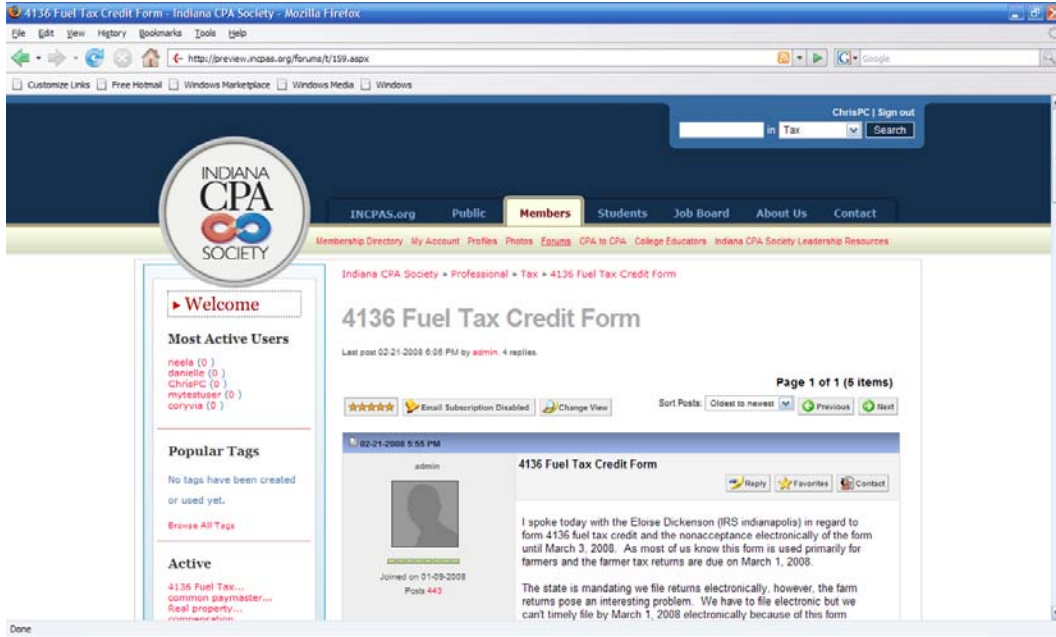 4136 Fuel Tax Credit Form - Indiana CPA Society - Mozilla Firefox
File Edit View History Bookmarks Tools Help
http://preview.incpas.org/forums/t/159.aspx
Google
Customize Links Free Hotmail Windows Marketplace Windows Media Windows
ChrisPC | Sign out
in Tax Search
INDIANA
CPA
SOCIETY
INCPAS.org Public Members Students Job Board About Us Contact
Membership Directory My Account Profiles Photos Forums CPA to CPA College Educators Indiana CPA Society Leadership Resources
Indiana CPA Society » Professional » Tax » 4136 Fuel Tax Credit Form
Welcome
4136 Fuel Tax Credit Form
Last post 02-21-2008 6:06 PM by admin. 4 replies.
Most Active Users
neela (0 )
danielle (0 )
ChrisPC (0 )
mytestuser (0 )
coryvia (0 )
Page 1 of 1 (5 items)
Email Subscription Disabled Change View
Sort Posts: Oldest to newest Previous Next
Popular Tags
No tags have been created
or used yet.
Browse All Tags
Active
4136 Fuel Tax...
common paymaster...
Real property...
compensation
02-21-2008 5:55 PM
admin
Joined on 01-09-2008
Posts 443
4136 Fuel Tax Credit Form
Reply Favorites Contact
I spoke today with the Eloise Dickenson (IRS indianapolis) in regard to
form 4136 fuel tax credit and the nonacceptance electronically of the form
until March 3, 2008. As most of us know this form is used primarily for
farmers and the farmer tax returns are due on March 1, 2008.
The state is mandating we file returns electronically, however, the farm
returns pose an interesting problem. We have to file electronic but we
can't timely file by March 1, 2008 electronically because of this form
Done